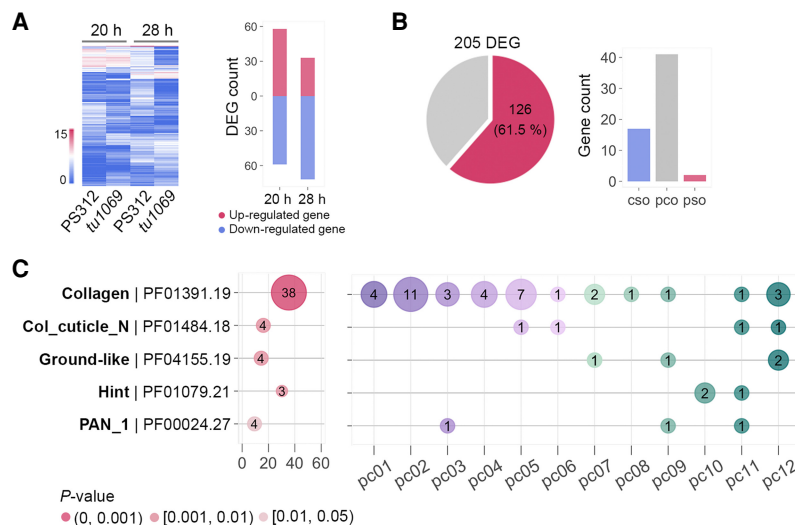 A
20 h 28 h
15
0
PS312
tu1069
PS312
tu1069
DEG count
60
30
0
30
60
20 h
28 h
Up-regulated gene
Down-regulated gene
B
205 DEG
126
(61.5 %)
Gene count
40
30
20
10
0
cso pco pso
C
Collagen | PF01391.19
Col_cuticle_N | PF01484.18
Ground-like | PF04155.19
Hint | PF01079.21
PAN_1 | PF00024.27
38
4
4
3
4
0 20 40 60
4 11 3 4 7 1 2 1 1 1 3
1 1 1 1
1 1 2
2 1
1 1 1
pc01 pc02 pc03 pc04 pc05 pc06 pc07 pc08 pc09 pc10 pc11 pc12
P-value
(0, 0.001) [0.001, 0.01) [0.01, 0.05)